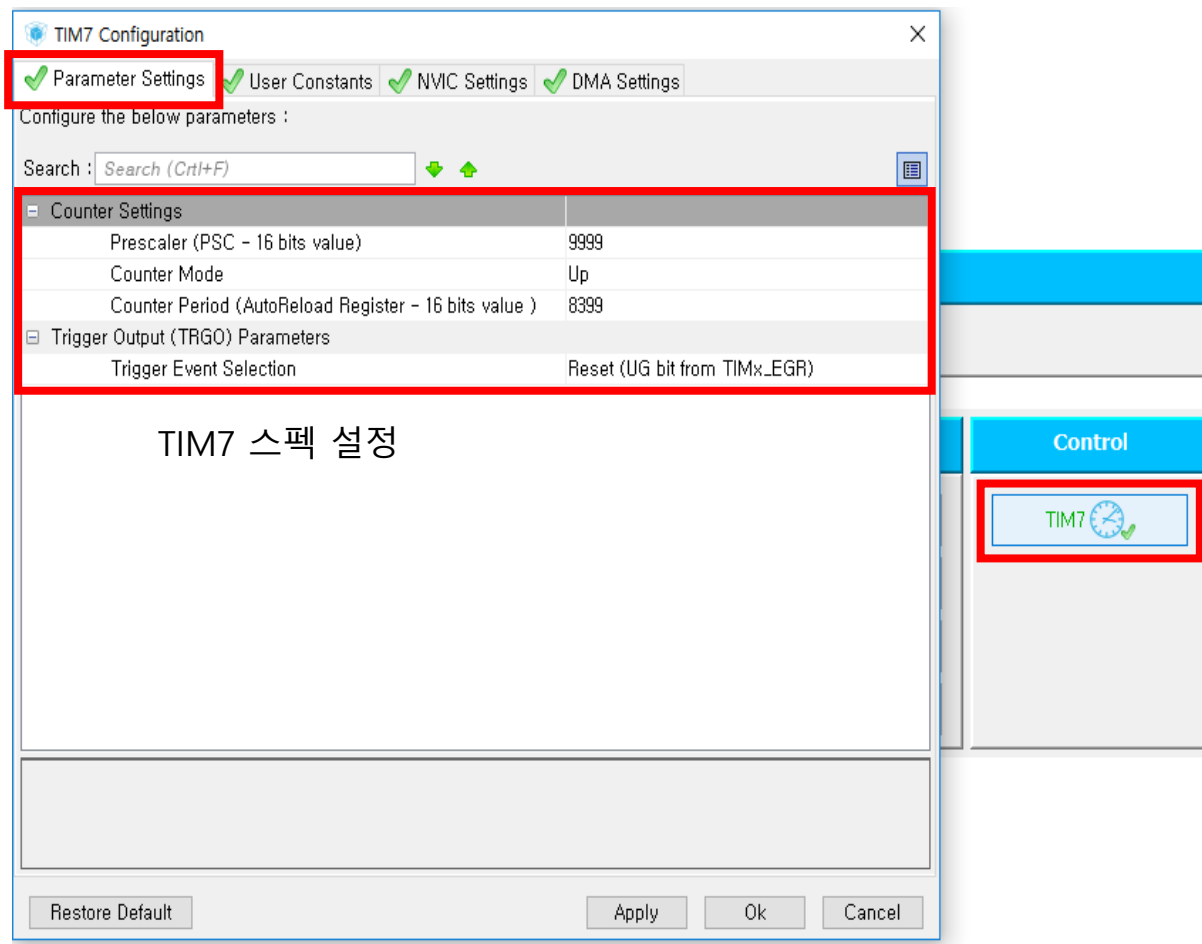 TIM7 Configuration
Parameter Settings
User Constants
NVIC Settings
DMA Settings
Configure the below parameters :
Search : Search (Crtl+F)
Counter Settings
Prescaler (PSC - 16 bits value) 9999
Counter Mode Up
Counter Period (AutoReload Register - 16 bits value ) 8399
Trigger Output (TRGO) Parameters
Trigger Event Selection Reset (UG bit from TIMx_EGR)
TIM7 스펙 설정
Control
TIM7
Restore Default
Apply
Ok
Cancel